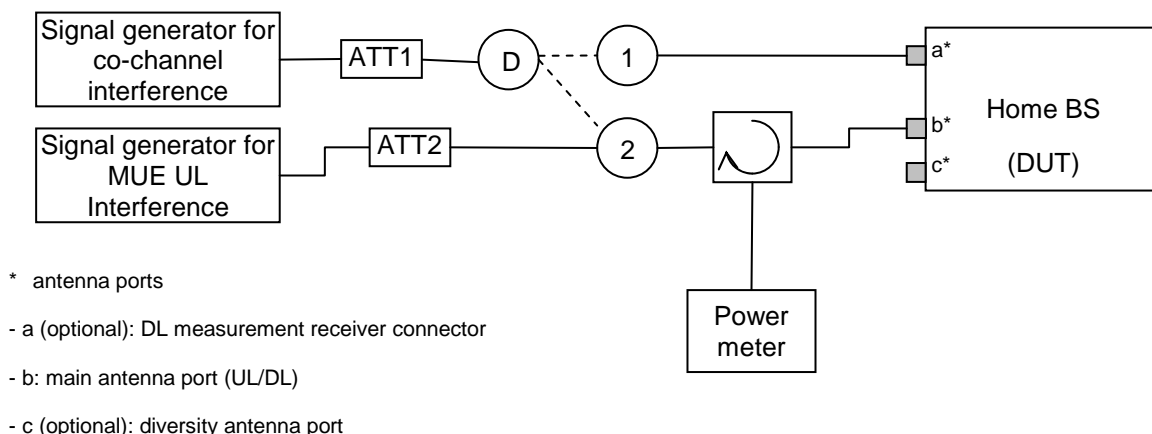 Signal generator for
co-channel
interference
ATT1
D
1
a*
Home BS
(DUT)
Signal generator for
MUE UL
Interference
ATT2
2
b*
c*
Power
meter
* antenna ports
- a (optional): DL measurement receiver connector
- b: main antenna port (UL/DL)
- c (optional): diversity antenna port